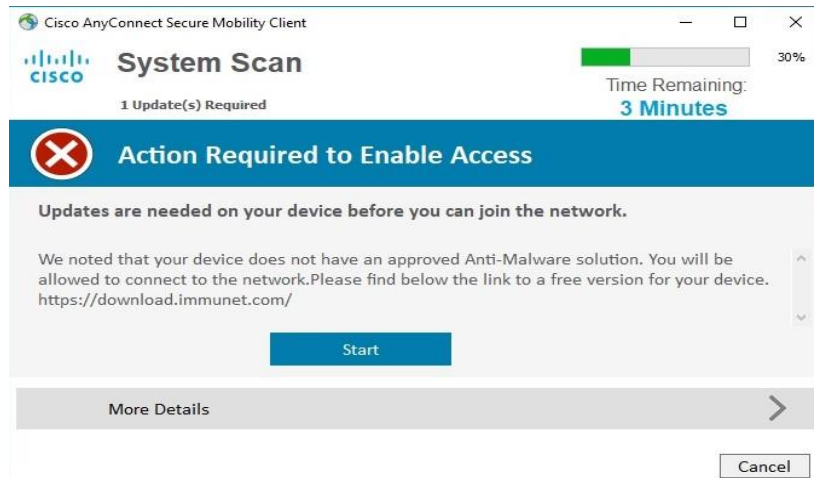 Cisco AnyConnect Secure Mobility Client
CISCO
System Scan
30%
1 Update(s) Required
Time Remaining:
3 Minutes
Action Required to Enable Access
Updates are needed on your device before you can join the network.
We noted that your device does not have an approved Anti-Malware solution. You will be
allowed to connect to the network.Please find below the link to a free version for your device.
https://download.immunet.com/
Start
More Details
Cancel